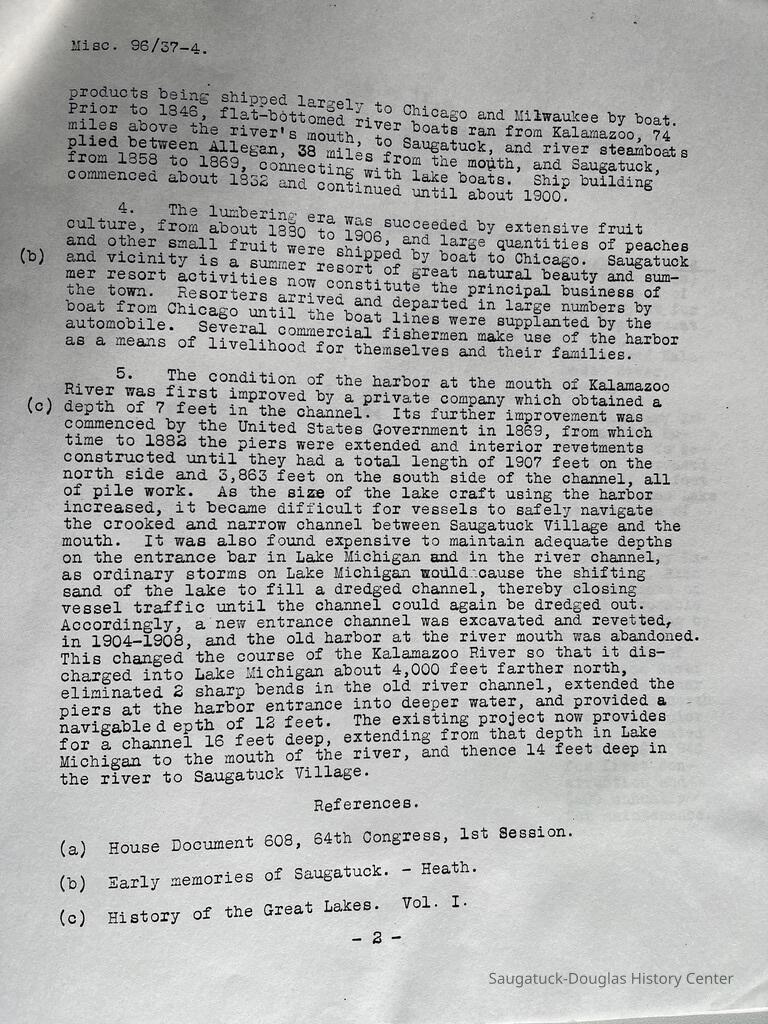 Misc. 96/37-4.
products being shipped largely to Chicago and Milwaukee by boat.
Prior to 1846, flat-bottomed river boats ran from Kalamazoo, 74
miles above the river's mouth, to Saugatuck, and river steamboats
plied between Allegan, 38 miles from the mouth, and Saugatuck,
from 1858 to 1869, connecting with lake boats. Ship building
commenced about 1832 and continued until about 1900.
4. The lumbering era was succeeded by extensive fruit
culture, from about 1880 to 1906, and large quantities of peaches
and other small fruit were shipped by boat to Chicago. Saugatuck
(b) and vicinity is a summer resort of great natural beauty and sum-
mer resort activities now constitute the principal business of
the town. Resorters arrived and departed in large numbers by
boat from Chicago until the boat lines were supplanted by the
automobile. Several commercial fishermen make use of the harbor
as a means of livelihood for themselves and their families.
5. The condition of the harbor at the mouth of Kalamazoo
River was first improved by a private company which obtained a
(c) depth of 7 feet in the channel. Its further improvement was
commenced by the United States Government in 1869, from which
time to 1882 the piers were extended and interior revetments
constructed until they had a total length of 1907 feet on the
north side and 3,863 feet on the south side of the channel, all
of pile work. As the size of the lake craft using the harbor
increased, it became difficult for vessels to safely navigate
the crooked and narrow channel between Saugatuck Village and the
mouth. It was also found expensive to maintain adequate depths
on the entrance bar in Lake Michigan and in the river channel,
as ordinary storms on Lake Michigan would cause the shifting
sand of the lake to fill a dredged channel, thereby closing
vessel traffic until the channel could again be dredged out.
Accordingly, a new entrance channel was excavated and revetted,
in 1904-1908, and the old harbor at the river mouth was abandoned.
This changed the course of the Kalamazoo River so that it dis-
charged into Lake Michigan about 4,000 feet farther north,
eliminated 2 sharp bends in the old river channel, extended the
piers at the harbor entrance into deeper water, and provided a
navigable d epth of 12 feet. The existing project now provides
for a channel 16 feet deep, extending from that depth in Lake
Michigan to the mouth of the river, and thence 14 feet deep in
the river to Saugatuck Village.
References.
(a) House Document 608, 64th Congress, 1st Session.
(b) Early memories of Saugatuck. - Heath.
(c) History of the Great Lakes. Vol. I.
- 2 -
Saugatuck-Douglas History Center